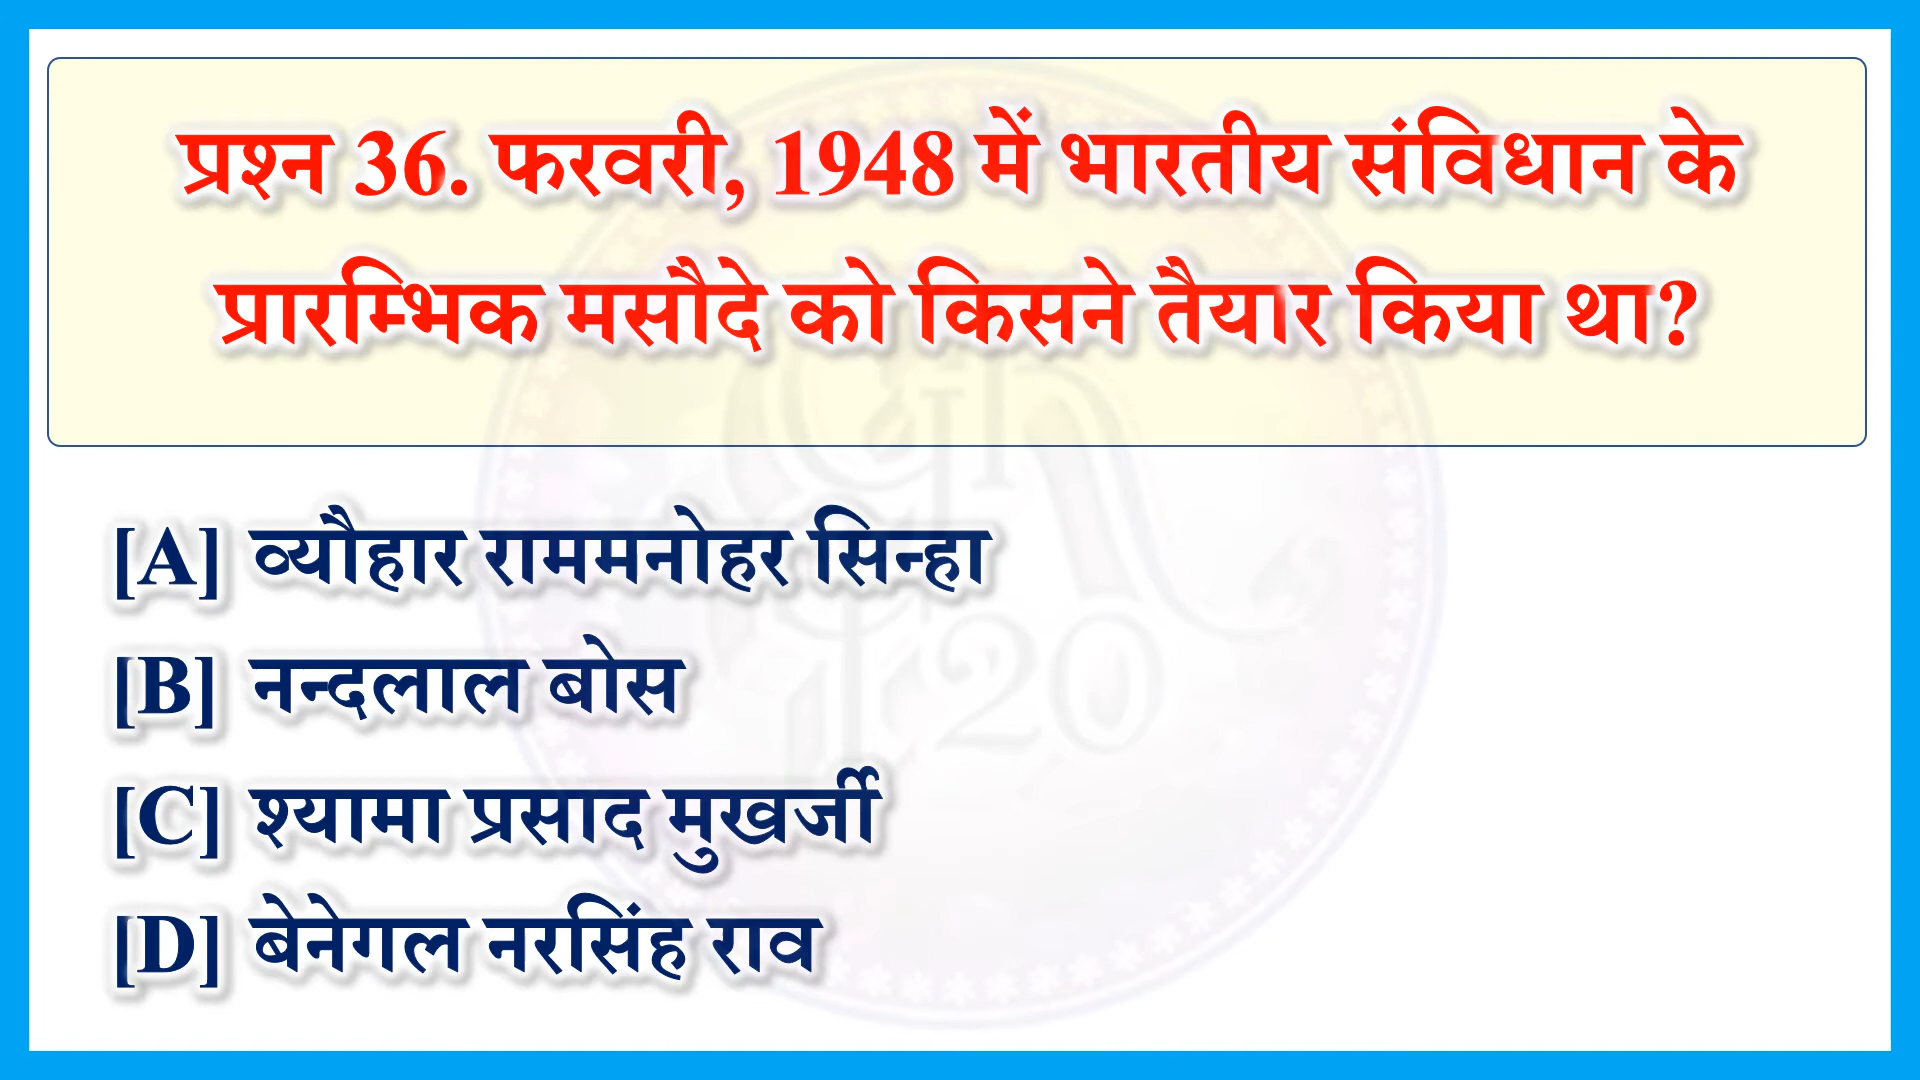 प्रश्न 36. फरवरी, 1948 में भारतीय संविधान के
प्रारम्भिक मसौदे को किसने तैयार किया था?
[A] व्यौहार राममनोहर सिन्हा
[B] नन्दलाल बोस
[C] श्यामा प्रसाद मुखर्जी
[D] बेनेगल नरसिंह राव